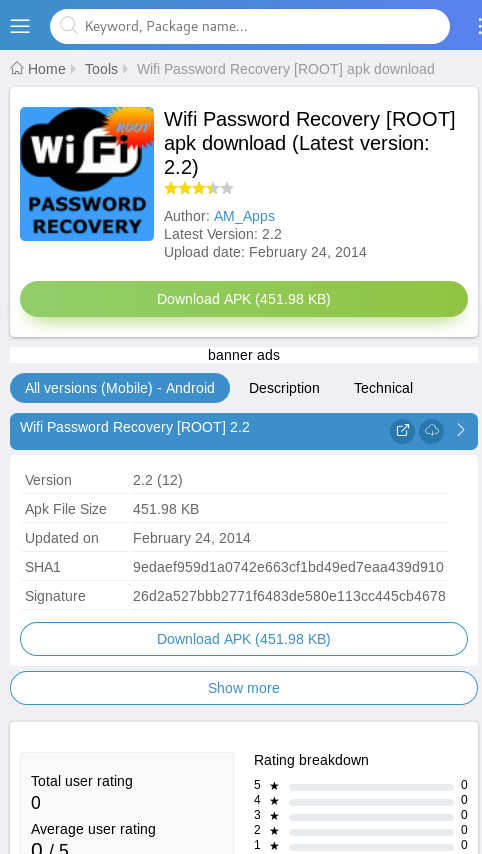 Keyword, Package name...
Home Tools Wifi Password Recovery [ROOT] apk download
ROOT
WiFi
PASSWORD
RECOVERY
Wifi Password Recovery [ROOT]
apk download (Latest version:
2.2)
Author: AM_Apps
Latest Version: 2.2
Upload date: February 24, 2014
Download APK (451.98 KB)
banner ads
All versions (Mobile) - Android Description Technical
Wifi Password Recovery [ROOT] 2.2
Version 2.2 (12)
Apk File Size 451.98 KB
Updated on February 24, 2014
SHA1 9edaef959d1a0742e663cf1bd49ed7eaa439d910
Signature 26d2a527bbb2771f6483de580e113cc445cb4678
Download APK (451.98 KB)
Show more
Total user rating
0
Average user rating
0 / 5
Rating breakdown
5 ★ 0
4 ★ 0
3 ★ 0
2 ★ 0
1 ★ 0